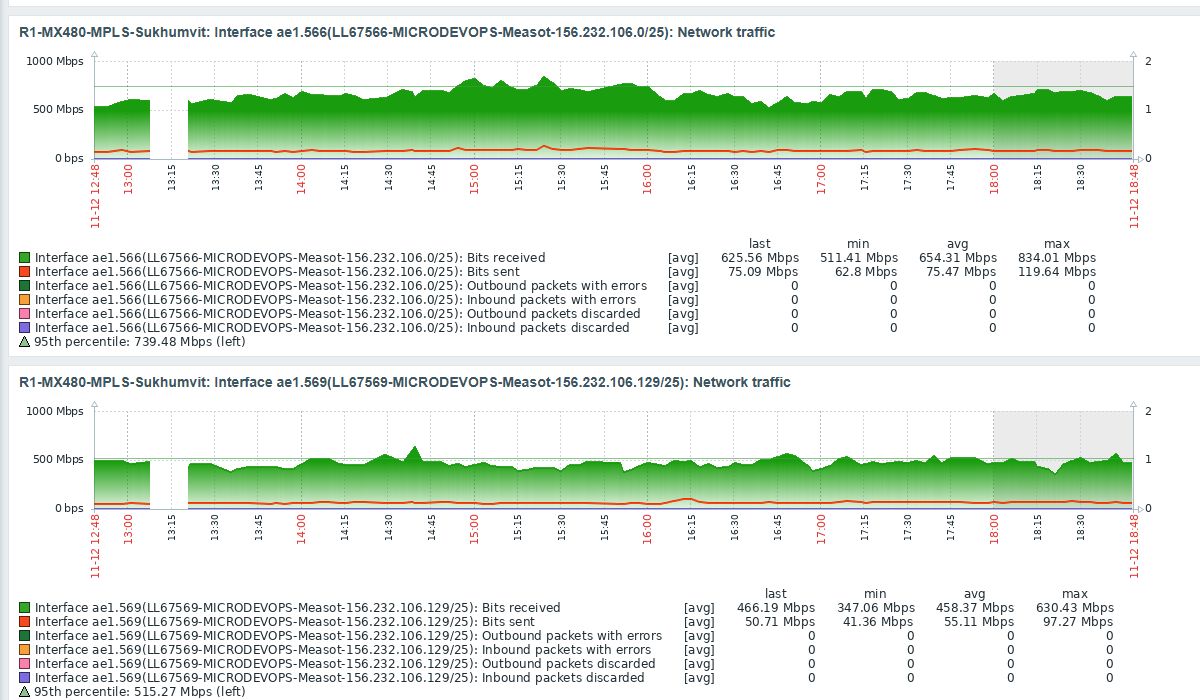 R1-MX480-MPLS-Sukhumvit: Interface ae1.566(LL67566-MICRODEVOPS-Measot-156.232.106.0/25): Network traffic
1000 Mbps
2
500 Mbps
1
0 bps
0
11-12 12:48 13:00 13:15 13:30 13:45 14:00 14:15 14:30 14:45 15:00 15:15 15:30 15:45 16:00 16:15 16:30 16:45 17:00 17:15 17:30 17:45 18:00 18:15 18:30 11-12 18:48
last min avg max
Interface ae1.566(LL67566-MICRODEVOPS-Measot-156.232.106.0/25): Bits received [avg] 625.56 Mbps 511.41 Mbps 654.31 Mbps 834.01 Mbps
Interface ae1.566(LL67566-MICRODEVOPS-Measot-156.232.106.0/25): Bits sent [avg] 75.09 Mbps 62.8 Mbps 75.47 Mbps 119.64 Mbps
Interface ae1.566(LL67566-MICRODEVOPS-Measot-156.232.106.0/25): Outbound packets with errors [avg] 0 0 0 0
Interface ae1.566(LL67566-MICRODEVOPS-Measot-156.232.106.0/25): Inbound packets with errors [avg] 0 0 0 0
Interface ae1.566(LL67566-MICRODEVOPS-Measot-156.232.106.0/25): Outbound packets discarded [avg] 0 0 0 0
Interface ae1.566(LL67566-MICRODEVOPS-Measot-156.232.106.0/25): Inbound packets discarded [avg] 0 0 0 0
95th percentile: 739.48 Mbps (left)
R1-MX480-MPLS-Sukhumvit: Interface ae1.569(LL67569-MICRODEVOPS-Measot-156.232.106.129/25): Network traffic
1000 Mbps
2
500 Mbps
1
0 bps
0
11-12 12:48 13:00 13:15 13:30 13:45 14:00 14:15 14:30 14:45 15:00 15:15 15:30 15:45 16:00 16:15 16:30 16:45 17:00 17:15 17:30 17:45 18:00 18:15 18:30 11-12 18:48
last min avg max
Interface ae1.569(LL67569-MICRODEVOPS-Measot-156.232.106.129/25): Bits received [avg] 466.19 Mbps 347.06 Mbps 458.37 Mbps 630.43 Mbps
Interface ae1.569(LL67569-MICRODEVOPS-Measot-156.232.106.129/25): Bits sent [avg] 50.71 Mbps 41.36 Mbps 55.11 Mbps 97.27 Mbps
Interface ae1.569(LL67569-MICRODEVOPS-Measot-156.232.106.129/25): Outbound packets with errors [avg] 0 0 0 0
Interface ae1.569(LL67569-MICRODEVOPS-Measot-156.232.106.129/25): Inbound packets with errors [avg] 0 0 0 0
Interface ae1.569(LL67569-MICRODEVOPS-Measot-156.232.106.129/25): Outbound packets discarded [avg] 0 0 0 0
Interface ae1.569(LL67569-MICRODEVOPS-Measot-156.232.106.129/25): Inbound packets discarded [avg] 0 0 0 0
95th percentile: 515.27 Mbps (left)